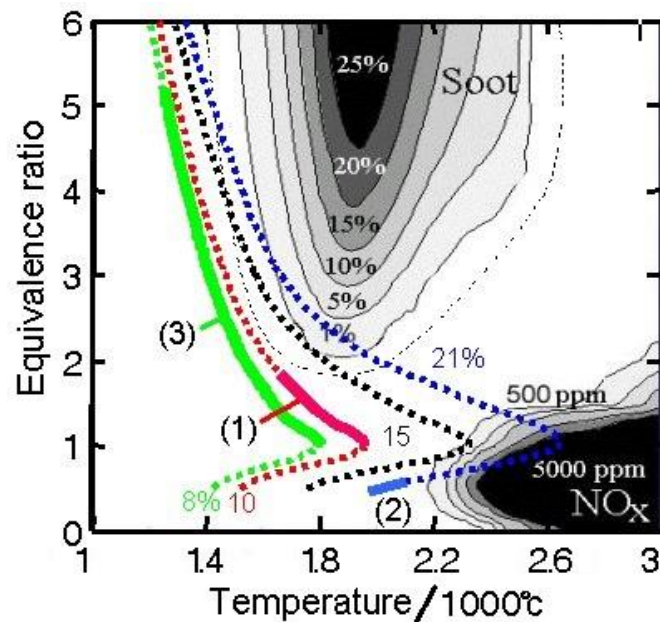 6
5
4
3
2
1
0
Equivalence ratio
25%
Soot
20%
15%
10%
5%
1%
(3)
21%
(1)
15
500 ppm
5000 ppm
NOx
8% 10
(2)
1 1.4 1.8 2.2 2.6 3
Temperature/1000℃